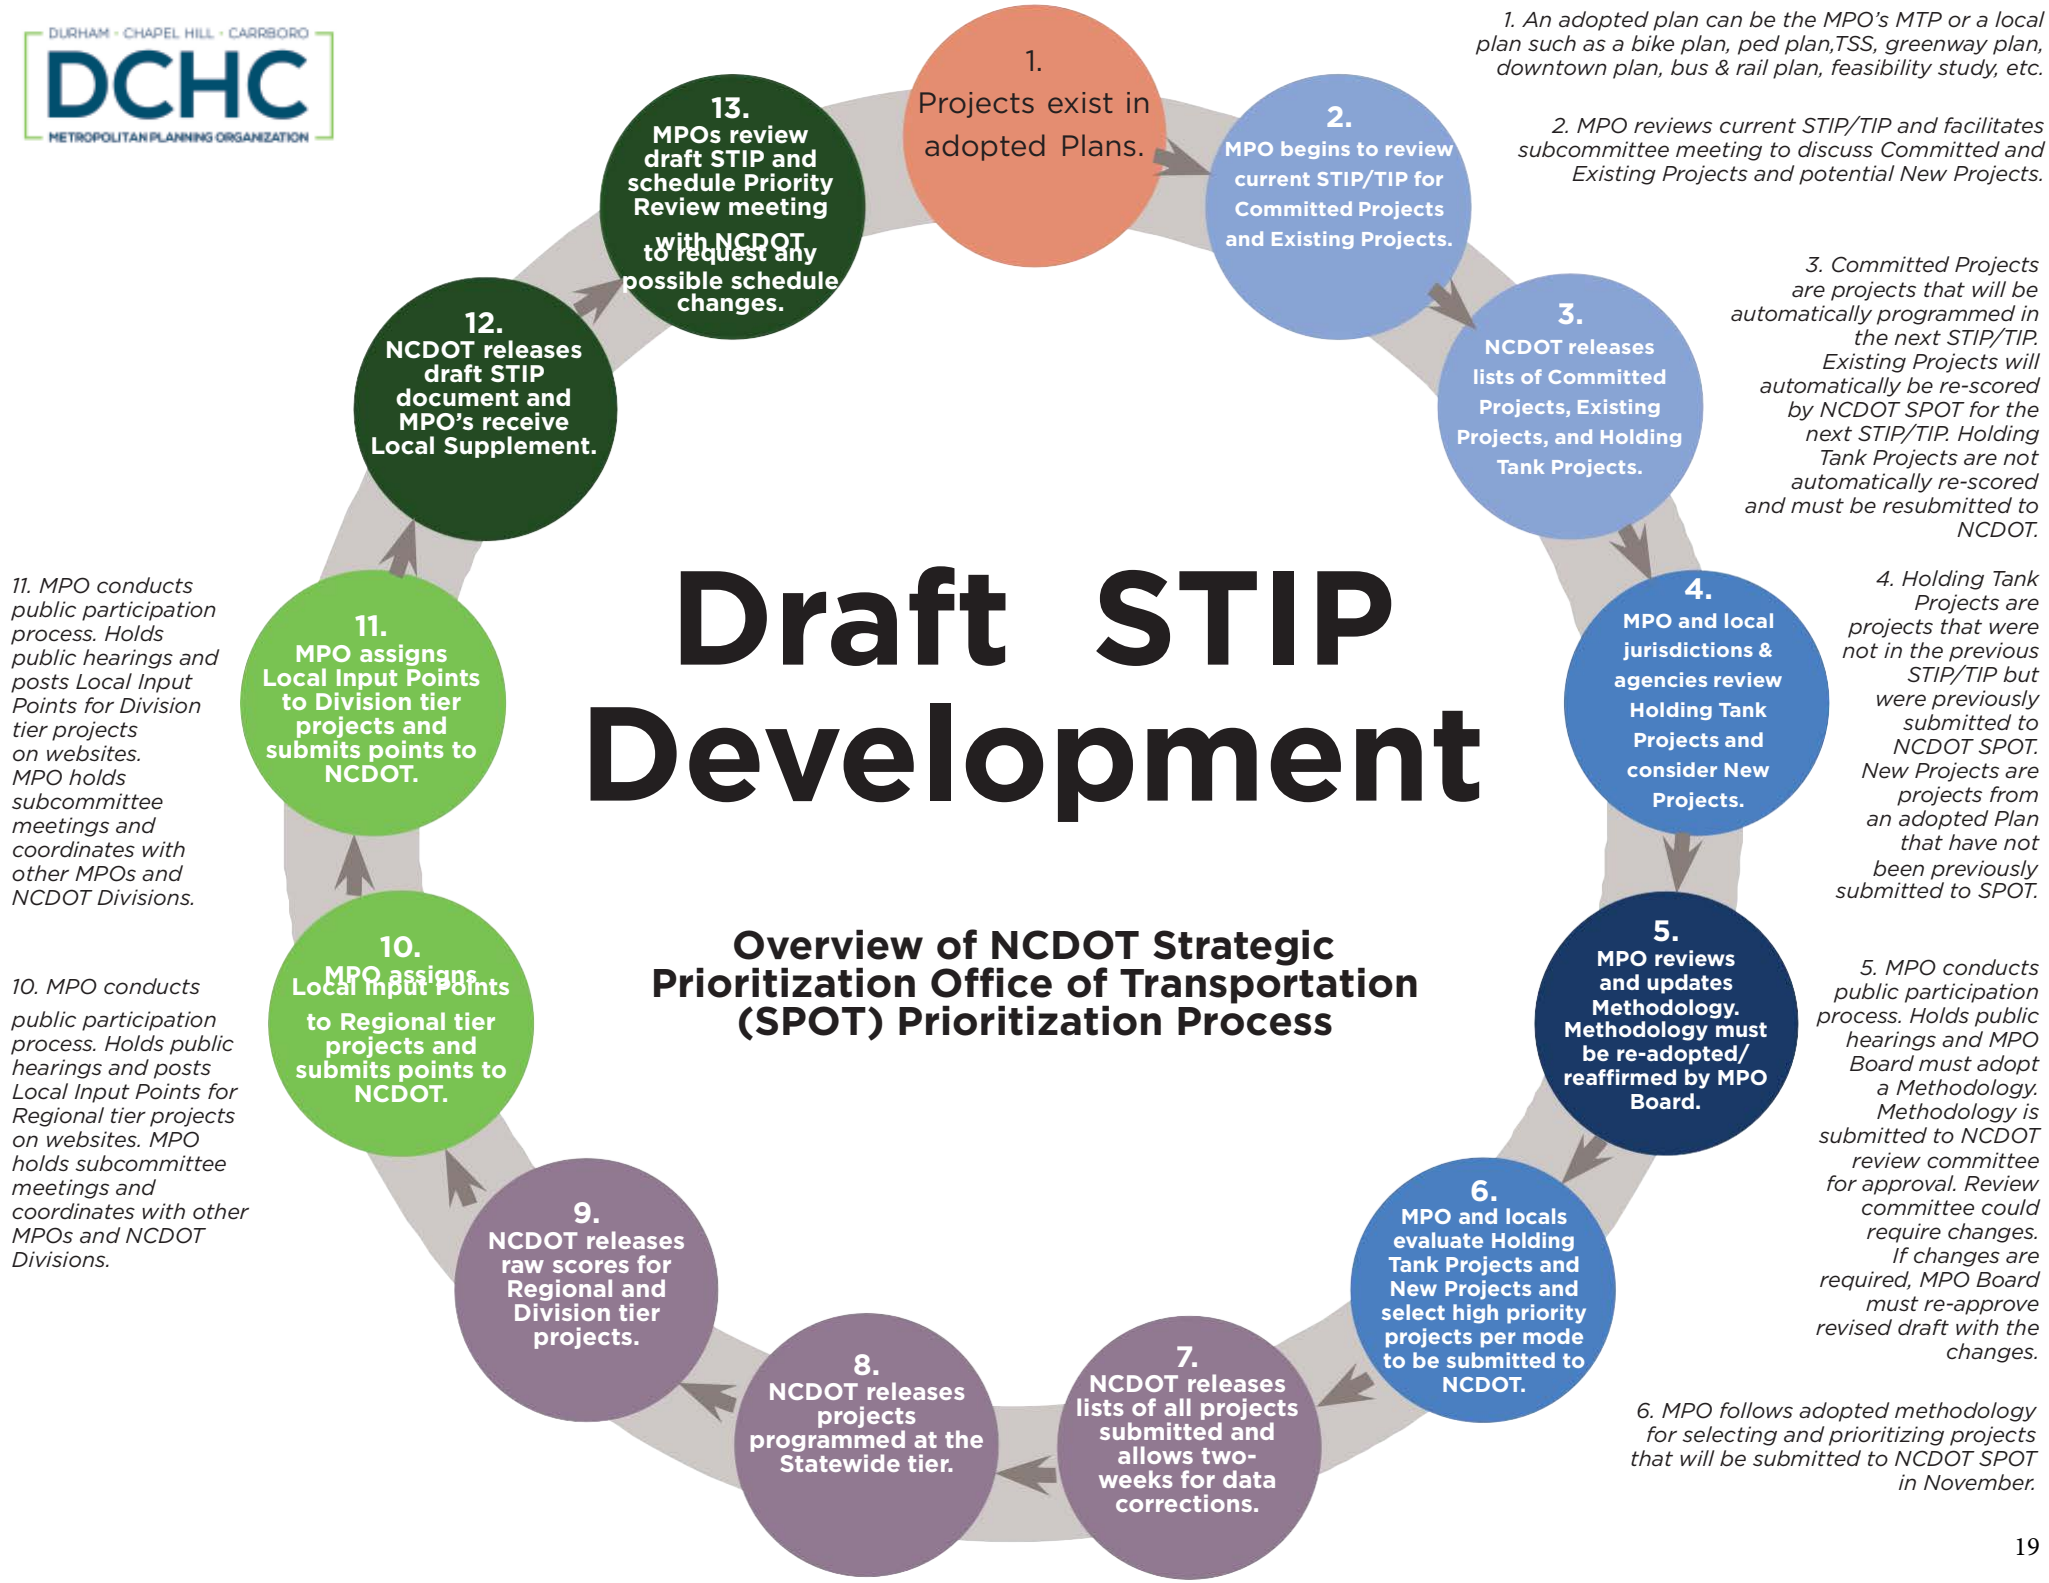 DURHAM · CHAPEL HILL · CARRBORO
DCHC
METROPOLITAN PLANNING ORGANIZATION
1.
Projects exist in
adopted Plans.
2.
MPO begins to review
current STIP/TIP for
Committed Projects
and Existing Projects.
3.
NCDOT releases
lists of Committed
Projects, Existing
Projects, and Holding
Tank Projects.
4.
MPO and local
jurisdictions &
agencies review
Holding Tank
Projects and
consider New
Projects.
5.
MPO reviews
and updates
Methodology.
Methodology must
be re-adopted/
reaffirmed by MPO
Board.
6.
MPO and locals
evaluate Holding
Tank Projects and
New Projects and
select high priority
projects per mode
to be submitted to
NCDOT.
7.
NCDOT releases
lists of all projects
submitted and
allows two-
weeks for data
corrections.
8.
NCDOT releases
projects
programmed at the
Statewide tier.
9.
NCDOT releases
raw scores for
Regional and
Division tier
projects.
10.
MPO assigns
Local Input Points
to Regional tier
projects and
submits points to
NCDOT.
11.
MPO assigns
Local Input Points
to Division tier
projects and
submits points to
NCDOT.
12.
NCDOT releases
draft STIP
document and
MPO's receive
Local Supplement.
13.
MPOs review
draft STIP and
schedule Priority
Review meeting
with NCDOT
to request any
possible schedule
changes.
Draft STIP
Development
Overview of NCDOT Strategic
Prioritization Office of Transportation
(SPOT) Prioritization Process
1. An adopted plan can be the MPO's MTP or a local
plan such as a bike plan, ped plan,TSS, greenway plan,
downtown plan, bus & rail plan, feasibility study, etc.
2. MPO reviews current STIP/TIP and facilitates
subcommittee meeting to discuss Committed and
Existing Projects and potential New Projects.
3. Committed Projects
are projects that will be
automatically programmed in
the next STIP/TIP.
Existing Projects will
automatically be re-scored
by NCDOT SPOT for the
next STIP/TIP. Holding
Tank Projects are not
automatically re-scored
and must be resubmitted to
NCDOT.
4. Holding Tank
Projects are
projects that were
not in the previous
STIP/TIP but
were previously
submitted to
NCDOT SPOT.
New Projects are
projects from
an adopted Plan
that have not
been previously
submitted to SPOT.
5. MPO conducts
public participation
process. Holds public
hearings and MPO
Board must adopt
a Methodology.
Methodology is
submitted to NCDOT
review committee
for approval. Review
committee could
require changes.
If changes are
required, MPO Board
must re-approve
revised draft with the
changes.
6. MPO follows adopted methodology
for selecting and prioritizing projects
that will be submitted to NCDOT SPOT
in November.
10. MPO conducts
public participation
process. Holds public
hearings and posts
Local Input Points for
Regional tier projects
on websites. MPO
holds subcommittee
meetings and
coordinates with other
MPOs and NCDOT
Divisions.
11. MPO conducts
public participation
process. Holds
public hearings and
posts Local Input
Points for Division
tier projects
on websites.
MPO holds
subcommittee
meetings and
coordinates with
other MPOs and
NCDOT Divisions.
19